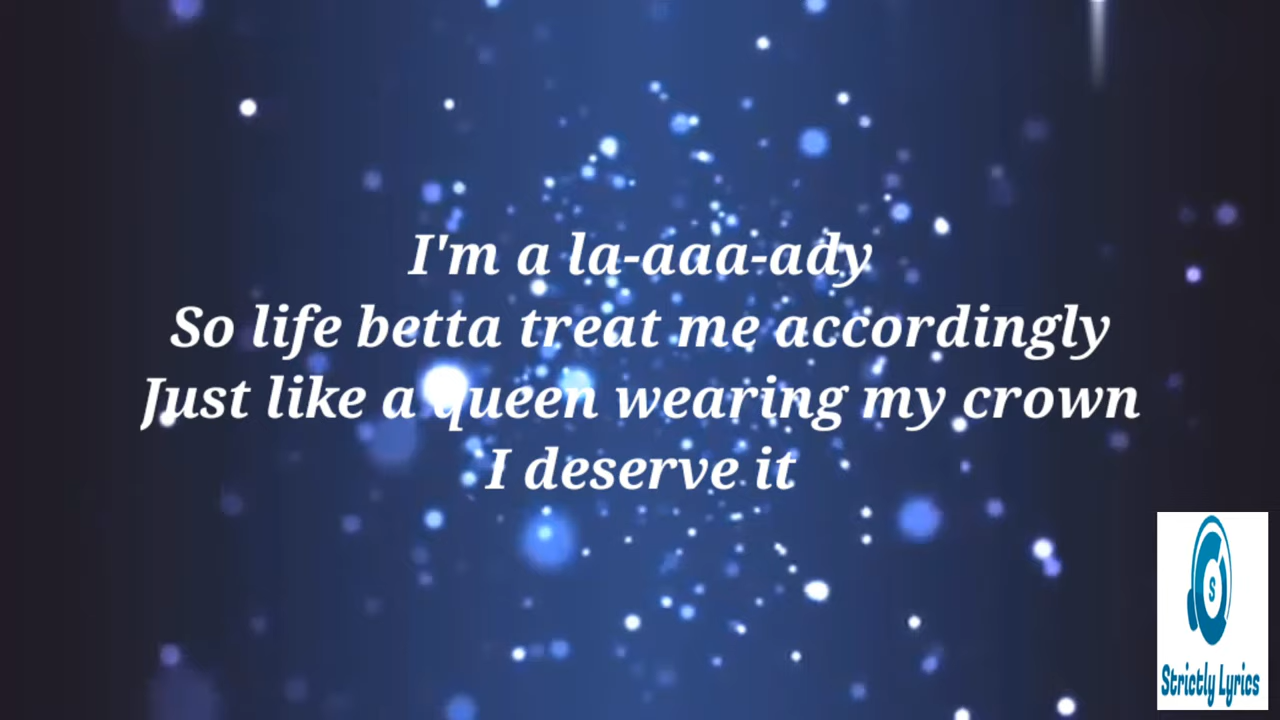 I'm a la-aaa-ady
So life betta treat me accordingly
Just like a queen wearing my crown
I deserve it
S
Strictly Lyrics